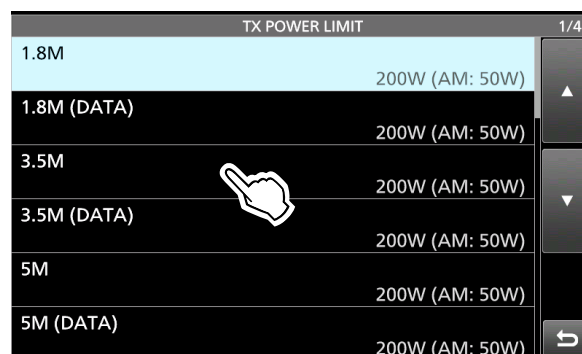 TX POWER LIMIT 1/4
1.8M
200W (AM: 50W)
1.8M (DATA)
200W (AM: 50W)
3.5M
200W (AM: 50W)
3.5M (DATA)
200W (AM: 50W)
5M
200W (AM: 50W)
5M (DATA)
200W (AM: 50W)